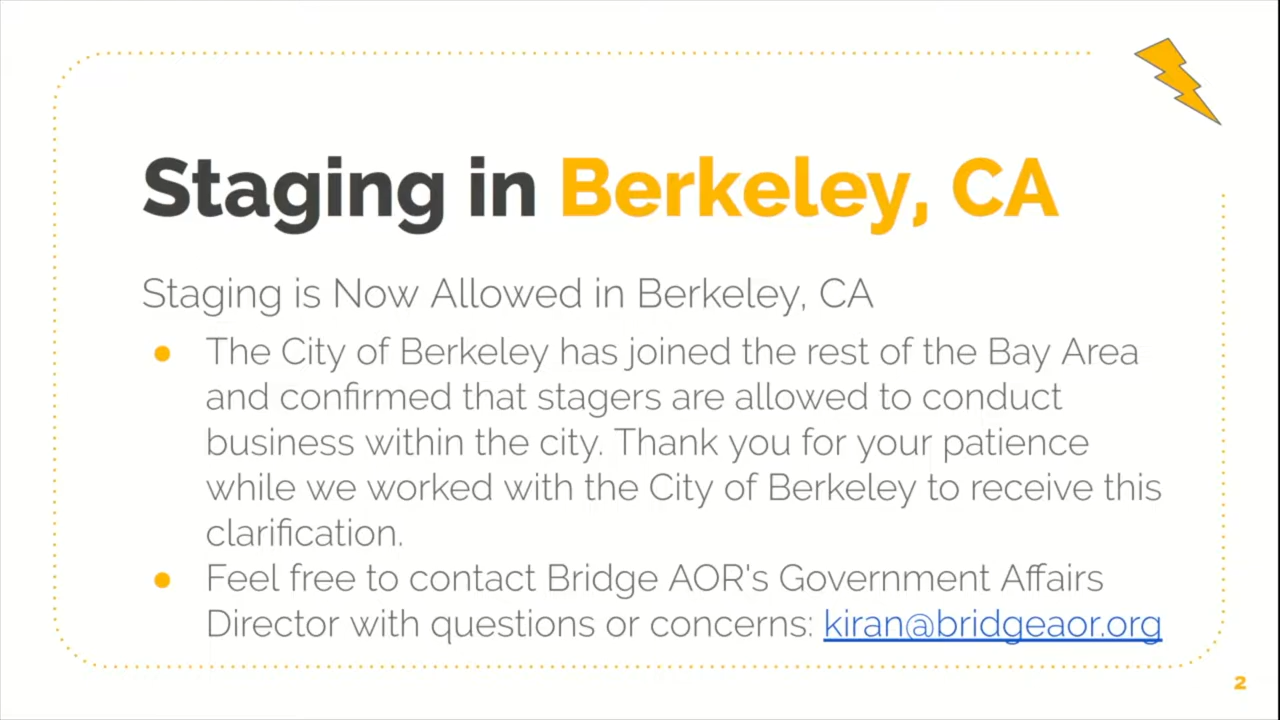 Staging in Berkeley, CA
Staging is Now Allowed in Berkeley, CA
● The City of Berkeley has joined the rest of the Bay Area
and confirmed that stagers are allowed to conduct
business within the city. Thank you for your patience
while we worked with the City of Berkeley to receive this
clarification.
● Feel free to contact Bridge AOR's Government Affairs
Director with questions or concerns: kiran@bridgeaor.org
2